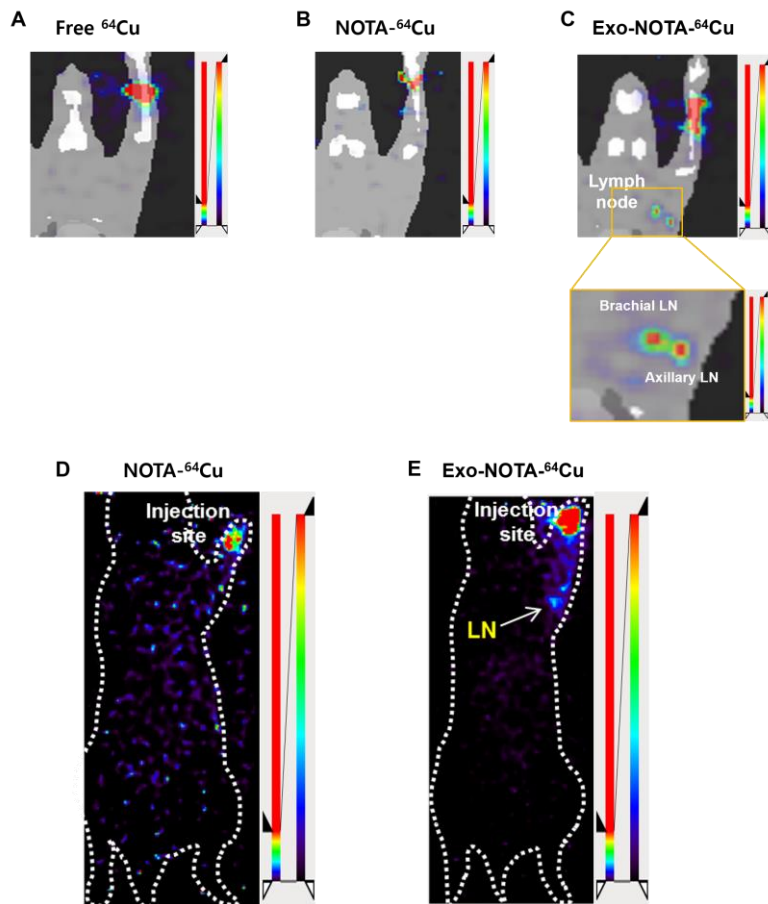 A
Free ⁶⁴Cu
B
NOTA-⁶⁴Cu
C
Exo-NOTA-⁶⁴Cu
Lymph
node
Brachial LN
Axillary LN
D
NOTA-⁶⁴Cu
Injection
site
E
Exo-NOTA-⁶⁴Cu
Injection
site
LN